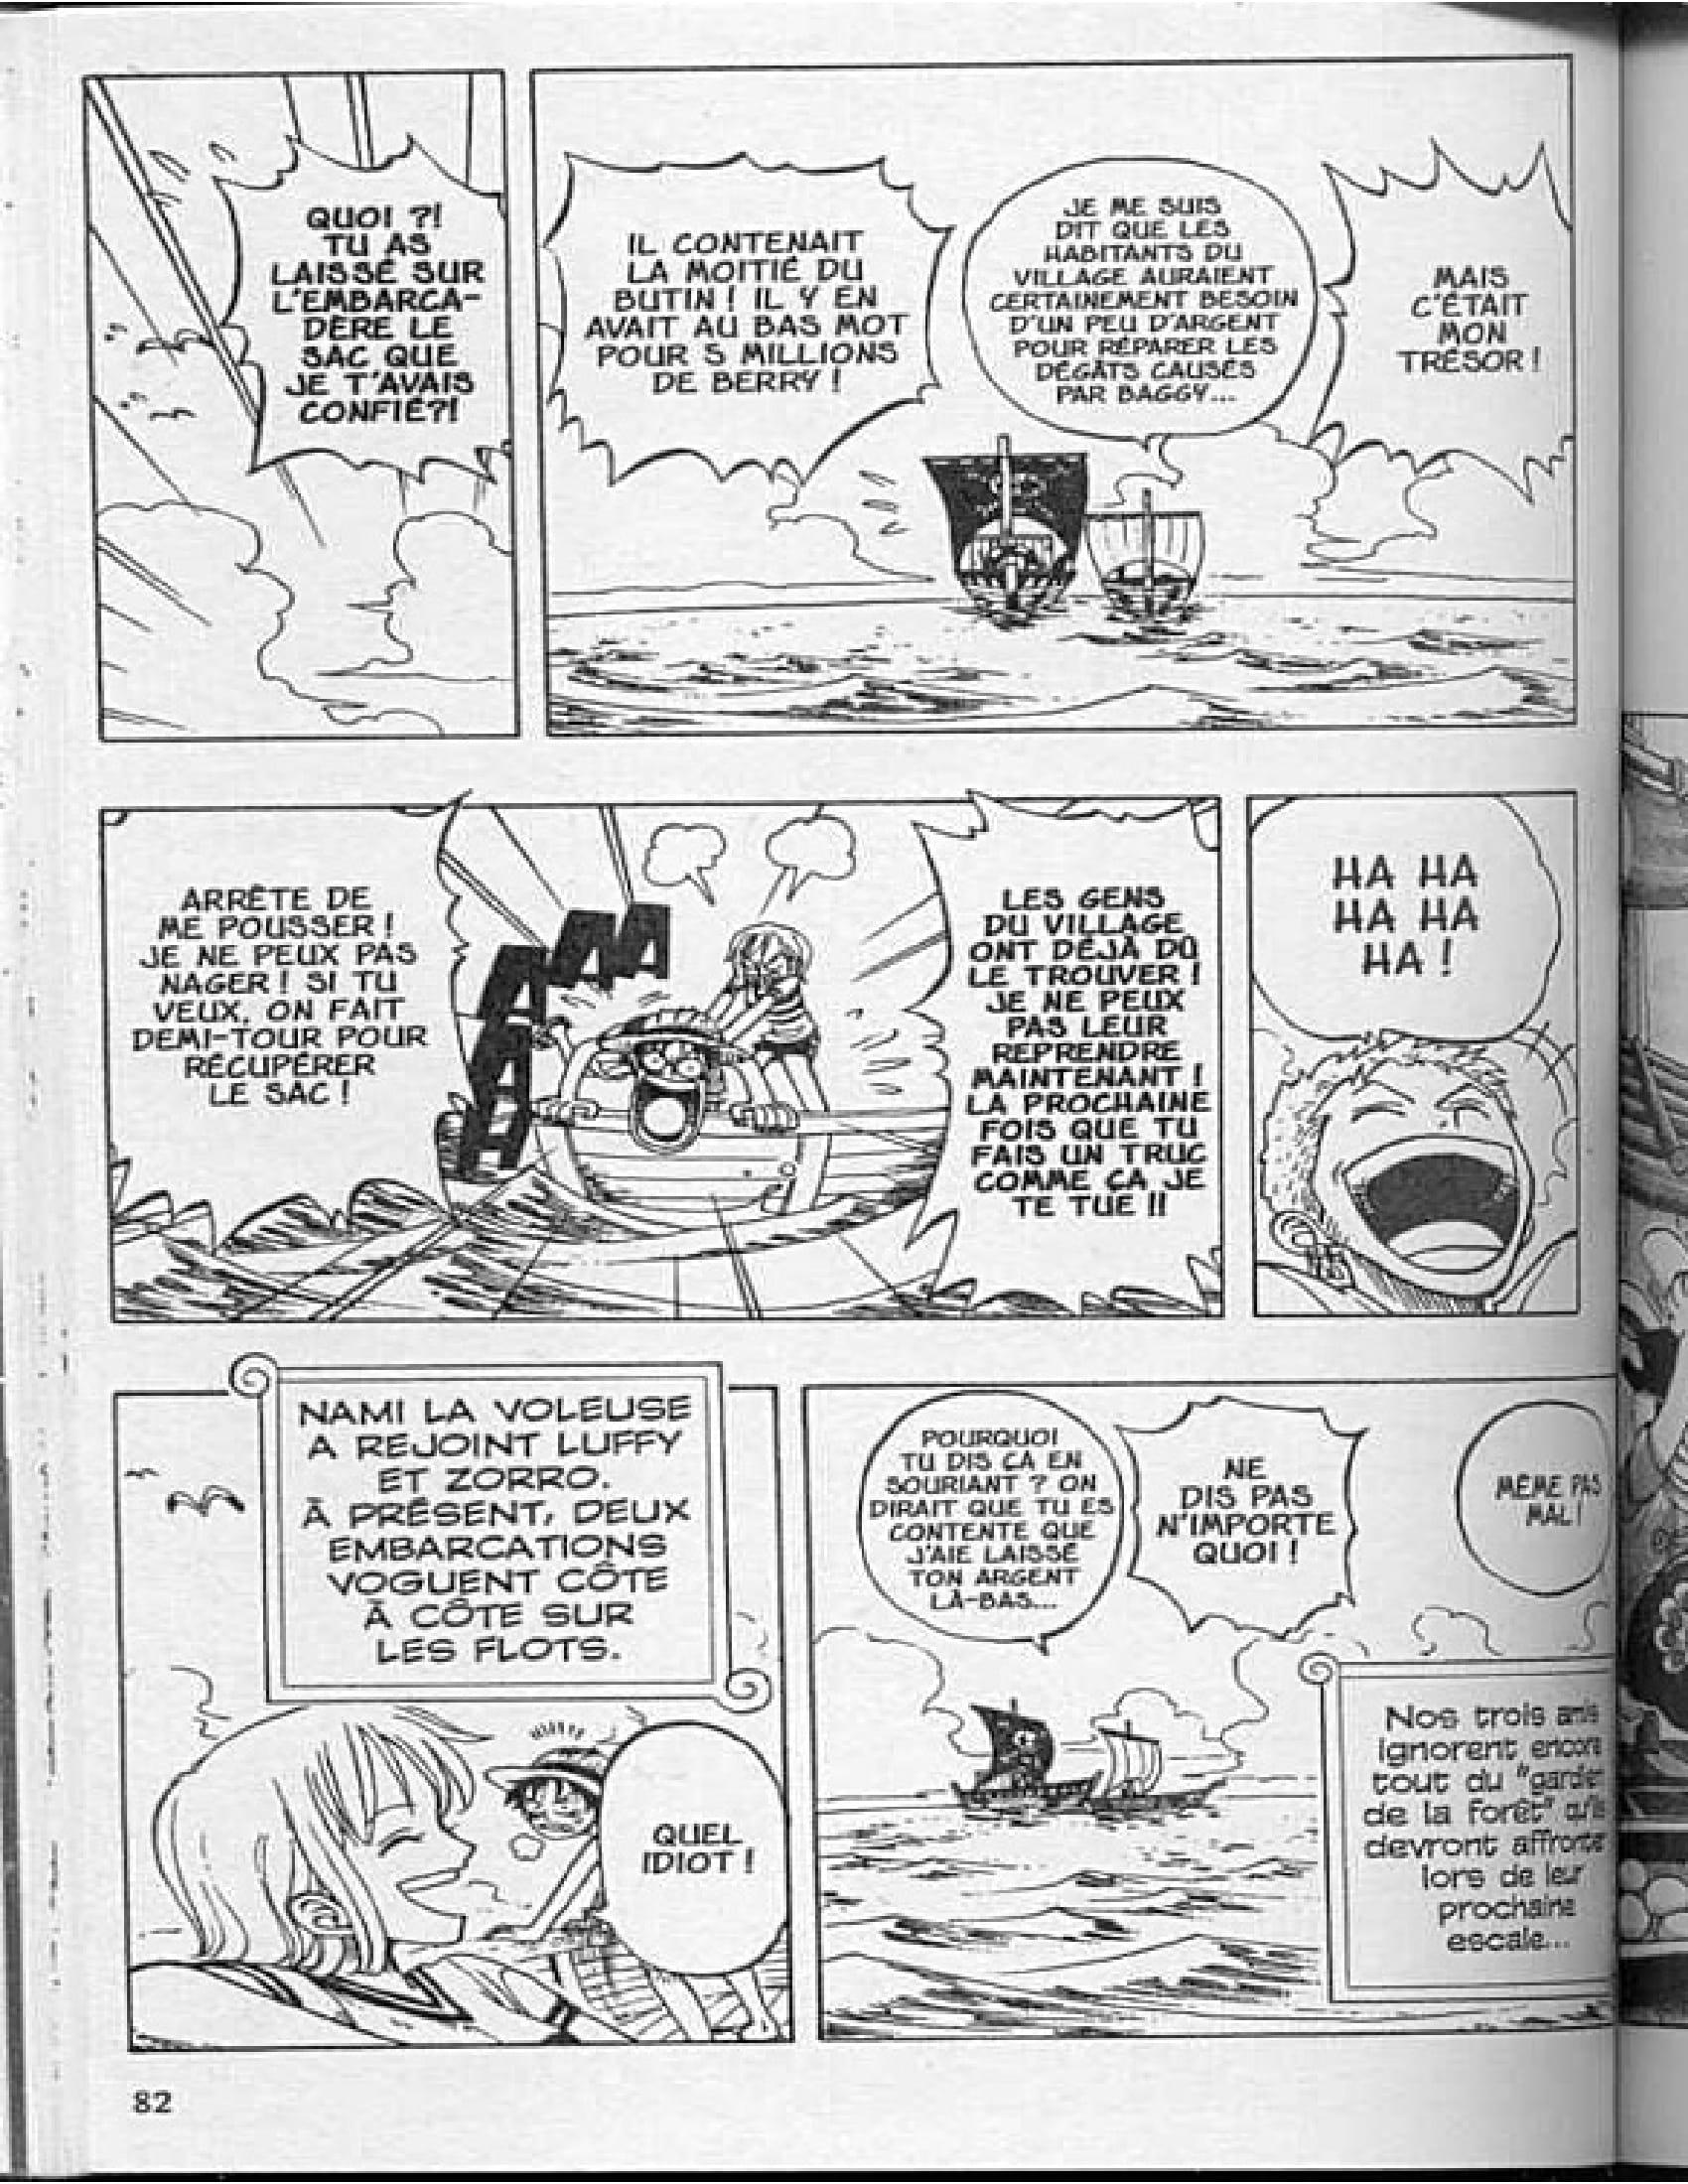 QUOI ?!
TU AS
LAISSÉ SUR
L'EMBARCA-
DÈRE LE
SAC QUE
JE T'AVAIS
CONFIÉ?!
IL CONTENAIT
LA MOITIÉ DU
BUTIN ! IL Y EN
AVAIT AU BAS MOT
POUR 5 MILLIONS
DE BERRY !
JE ME SUIS
DIT QUE LES
HABITANTS DU
VILLAGE AURAIENT
CERTAINEMENT BESOIN
D'UN PEU D'ARGENT
POUR RÉPARER LES
DÉGÂTS CAUSÉS
PAR BAGGY...
MAIS
C'ÉTAIT
MON
TRÉSOR !
ARRÊTE DE
ME POUSSER !
JE NE PEUX PAS
NAGER ! SI TU
VEUX, ON FAIT
DEMI-TOUR POUR
RÉCUPÉRER
LE SAC !
AAAAA
LES GENS
DU VILLAGE
ONT DÉJÀ DÛ
LE TROUVER !
JE NE PEUX
PAS LEUR
REPRENDRE
MAINTENANT !
LA PROCHAINE
FOIS QUE TU
FAIS UN TRUC
COMME ÇA JE
TE TUE !!
HA HA
HA HA
HA !
NAMI LA VOLEUSE
A REJOINT LUFFY
ET ZORRO.
À PRÉSENT, DEUX
EMBARCATIONS
VOGUENT CÔTE
À CÔTE SUR
LES FLOTS.
QUEL
IDIOT !
POURQUOI
TU DIS ÇA EN
SOURIANT ? ON
DIRAIT QUE TU ES
CONTENTE QUE
J'AIE LAISSÉ
TON ARGENT
LÀ-BAS...
NE
DIS PAS
N'IMPORTE
QUOI !
MÊME PAS
MAL !
Nos trois amis
ignorent encore
tout du "gardien
de la forêt" qu'ils
devront affronter
lors de leur
prochaine
escale...
82